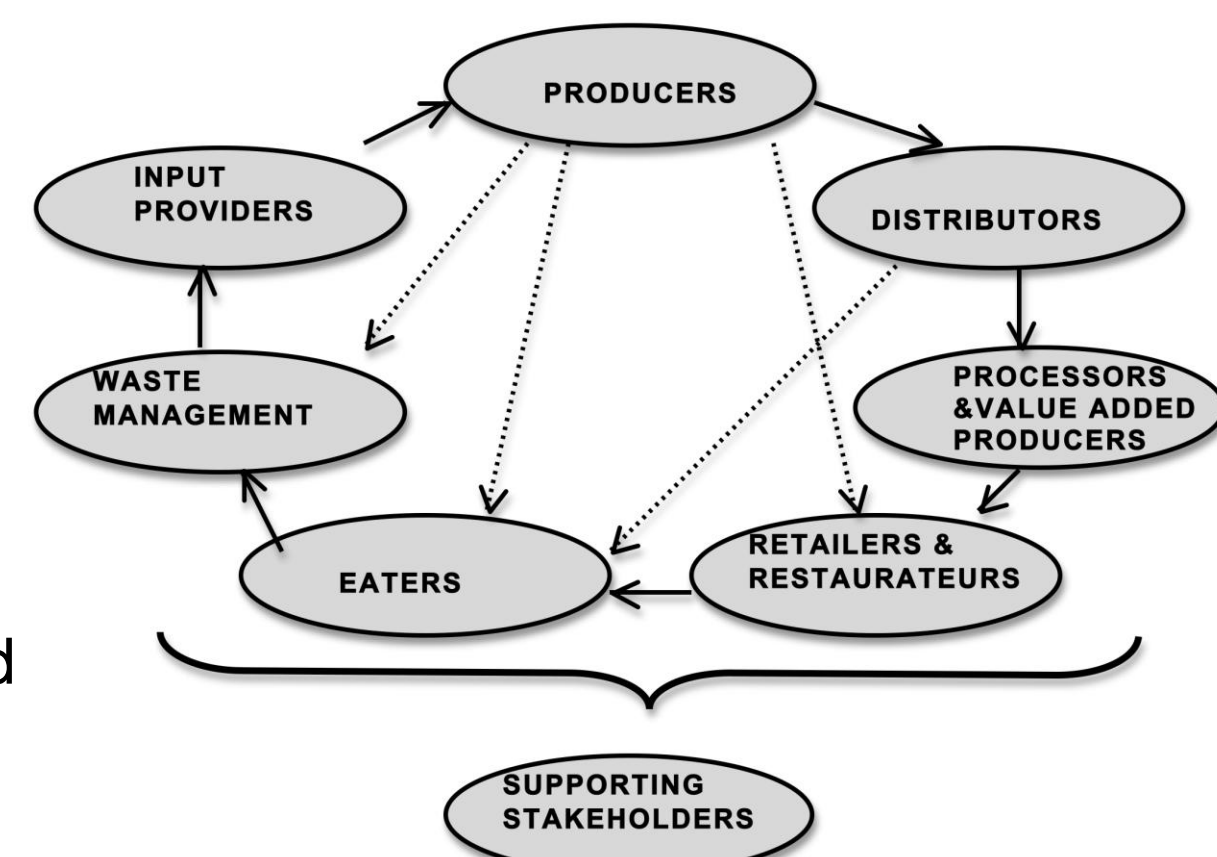 PRODUCERS
INPUT
PROVIDERS
DISTRIBUTORS
WASTE
MANAGEMENT
PROCESSORS
&VALUE ADDED
PRODUCERS
EATERS
RETAILERS &
RESTAURATEURS
d
SUPPORTING
STAKEHOLDERS